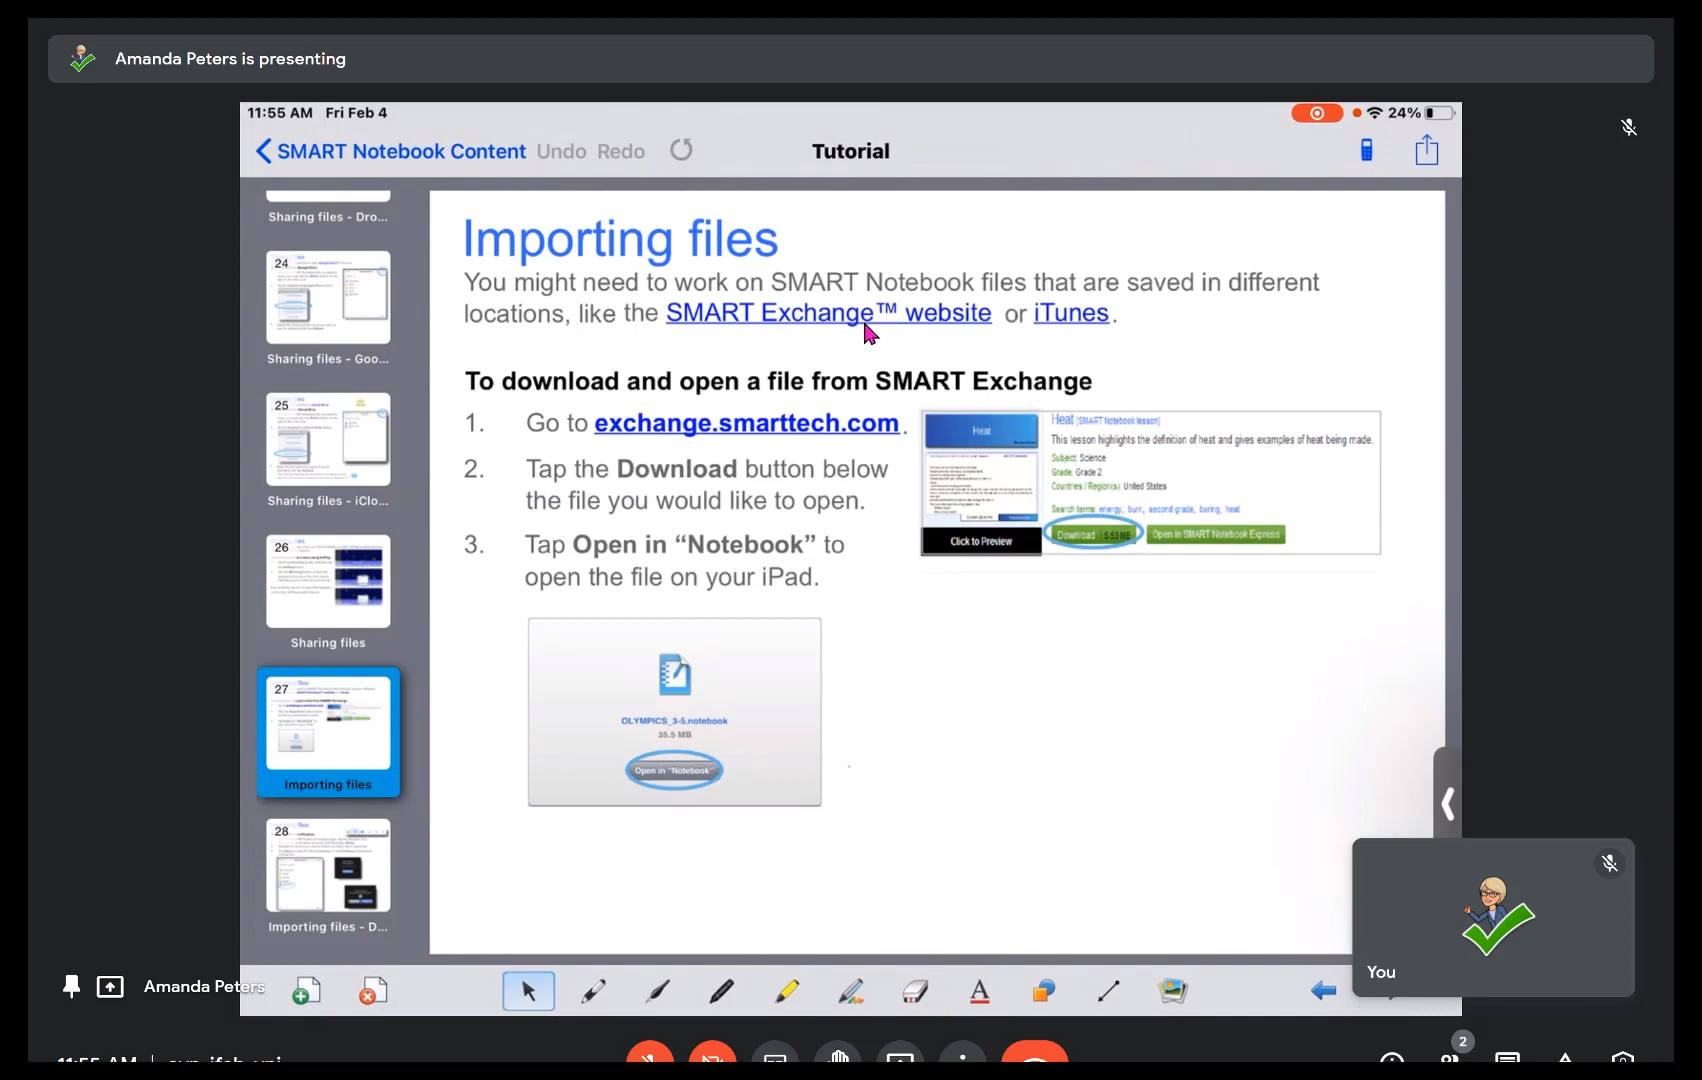 Amanda Peters is presenting
11:55 AM Fri Feb 4
24%
SMART Notebook Content Undo Redo
Tutorial
Sharing files - Dro...
24
Sharing files - Goo...
25
Sharing files - iClo...
26
Sharing files
27
Importing files
28
Importing files - D...
Importing files
You might need to work on SMART Notebook files that are saved in different
locations, like the SMART Exchange™ website or iTunes.
To download and open a file from SMART Exchange
1. Go to exchange.smarttech.com.
2. Tap the Download button below
the file you would like to open.
3. Tap Open in “Notebook” to
open the file on your iPad.
Heat
Click to Preview
Heat [SMART Notebook lesson]
This lesson highlights the definition of heat and gives examples of heat being made.
Subject: Science
Grade: Grade 2
Countries / Region(s): United States
Search terms: energy, burn, second grade, buring, heat
Download 5.53 MB
Open in SMART Notebook Express
OLYMPICS_3-5.notebook
35.5 MB
Open in "Notebook"
You
Amanda Peters
A
11:55 AM
2